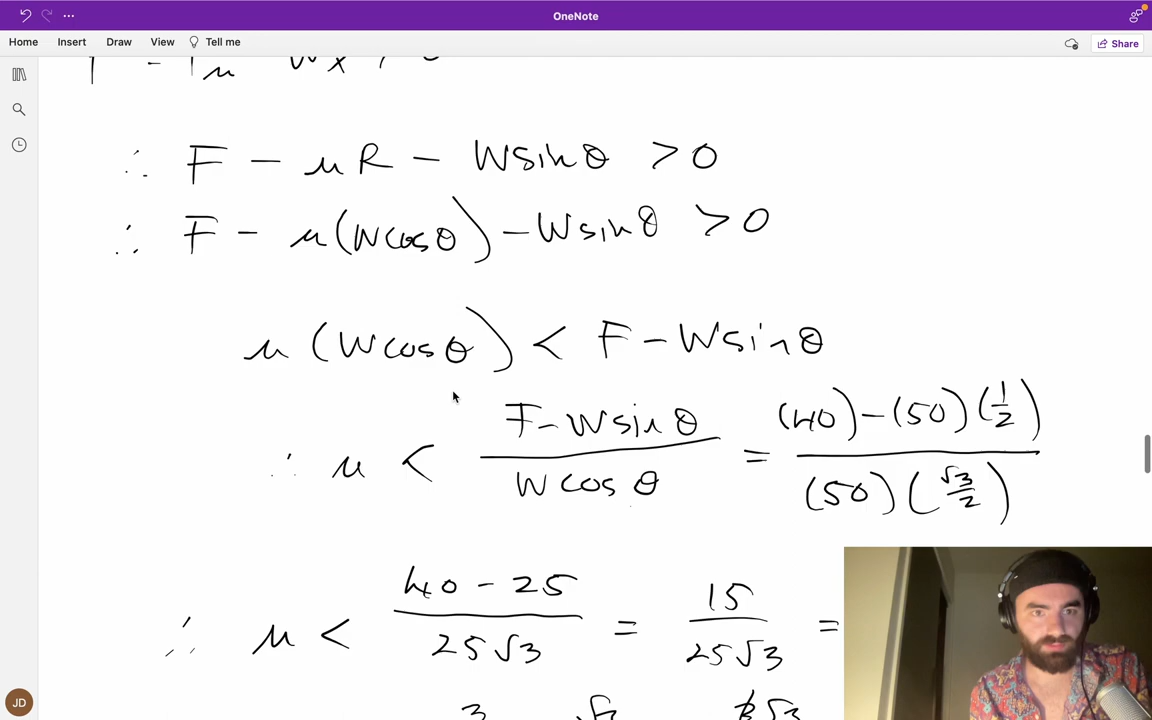 OneNote
Home Insert Draw View Tell me Share
∴ F - μR - Wsinθ > 0
∴ F - μ(Wcosθ) - Wsinθ > 0
μ(Wcosθ) < F - Wsinθ
∴ μ < (F - Wsinθ)/(Wcosθ) = ((40) - (50)(1/2))/((50)(√3/2))
∴ μ < (40 - 25)/(25√3) = 15/(25√3) =
JD